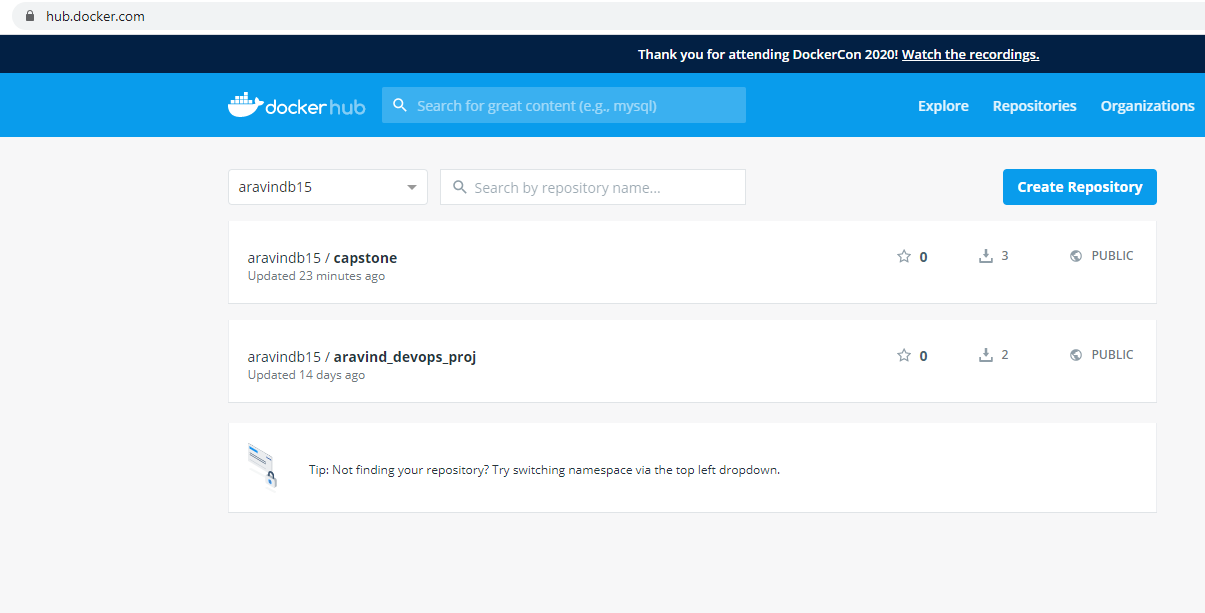 hub.docker.com
Thank you for attending DockerCon 2020! Watch the recordings.
docker hub
Search for great content (e.g., mysql)
Explore
Repositories
Organizations
aravindb15
Search by repository name...
Create Repository
aravindb15 / capstone
0
3
PUBLIC
Updated 23 minutes ago
aravindb15 / aravind_devops_proj
0
2
PUBLIC
Updated 14 days ago
Tip: Not finding your repository? Try switching namespace via the top left dropdown.